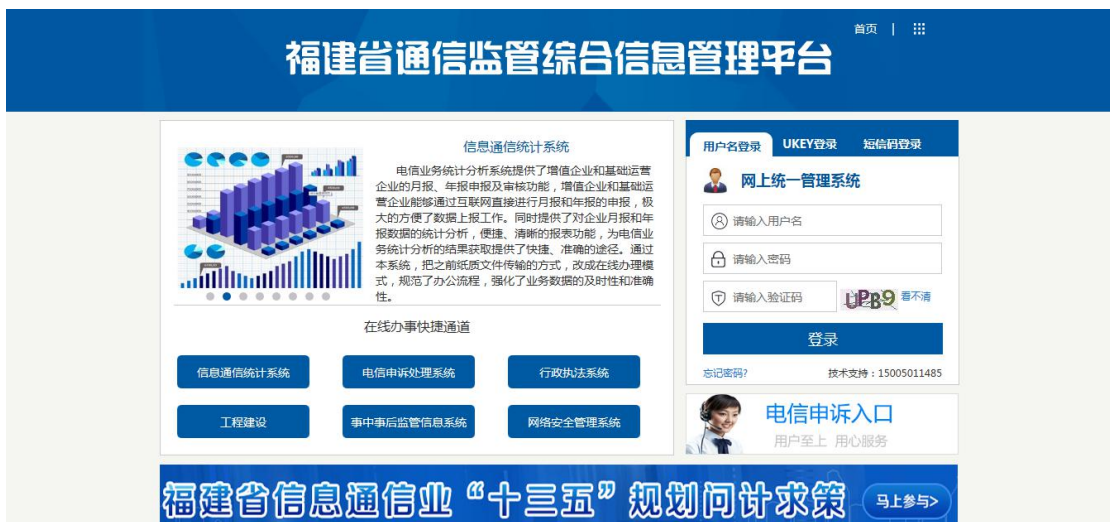 首页 |
福建省通信监管综合信息管理平台
信息通信统计系统
电信业务统计分析系统提供了增值企业和基础运营
企业的月报、年报申报及审核功能，增值企业和基础运
营企业能够通过互联网直接进行月报和年报的申报，极
大的方便了数据上报工作。同时提供了对企业月报和年
报数据的统计分析，便捷、清晰的报表功能，为电信业
务统计分析的结果获取提供了快捷、准确的途径。通过
本系统，把之前纸质文件传输的方式，改成在线办理模
式，规范了办公流程，强化了业务数据的及时性和准确
性。
在线办事快捷通道
信息通信统计系统
电信申诉处理系统
行政执法系统
工程建设
事中事后监管信息系统
网络安全管理系统
用户名登录 UKEY登录 短信码登录
网上统一管理系统
请输入用户名
请输入密码
请输入验证码 UPB9 看不清
登录
忘记密码? 技术支持：15005011485
电信申诉入口
用户至上 用心服务
福建省信息通信业“十三五”规划问计求策 马上参与>